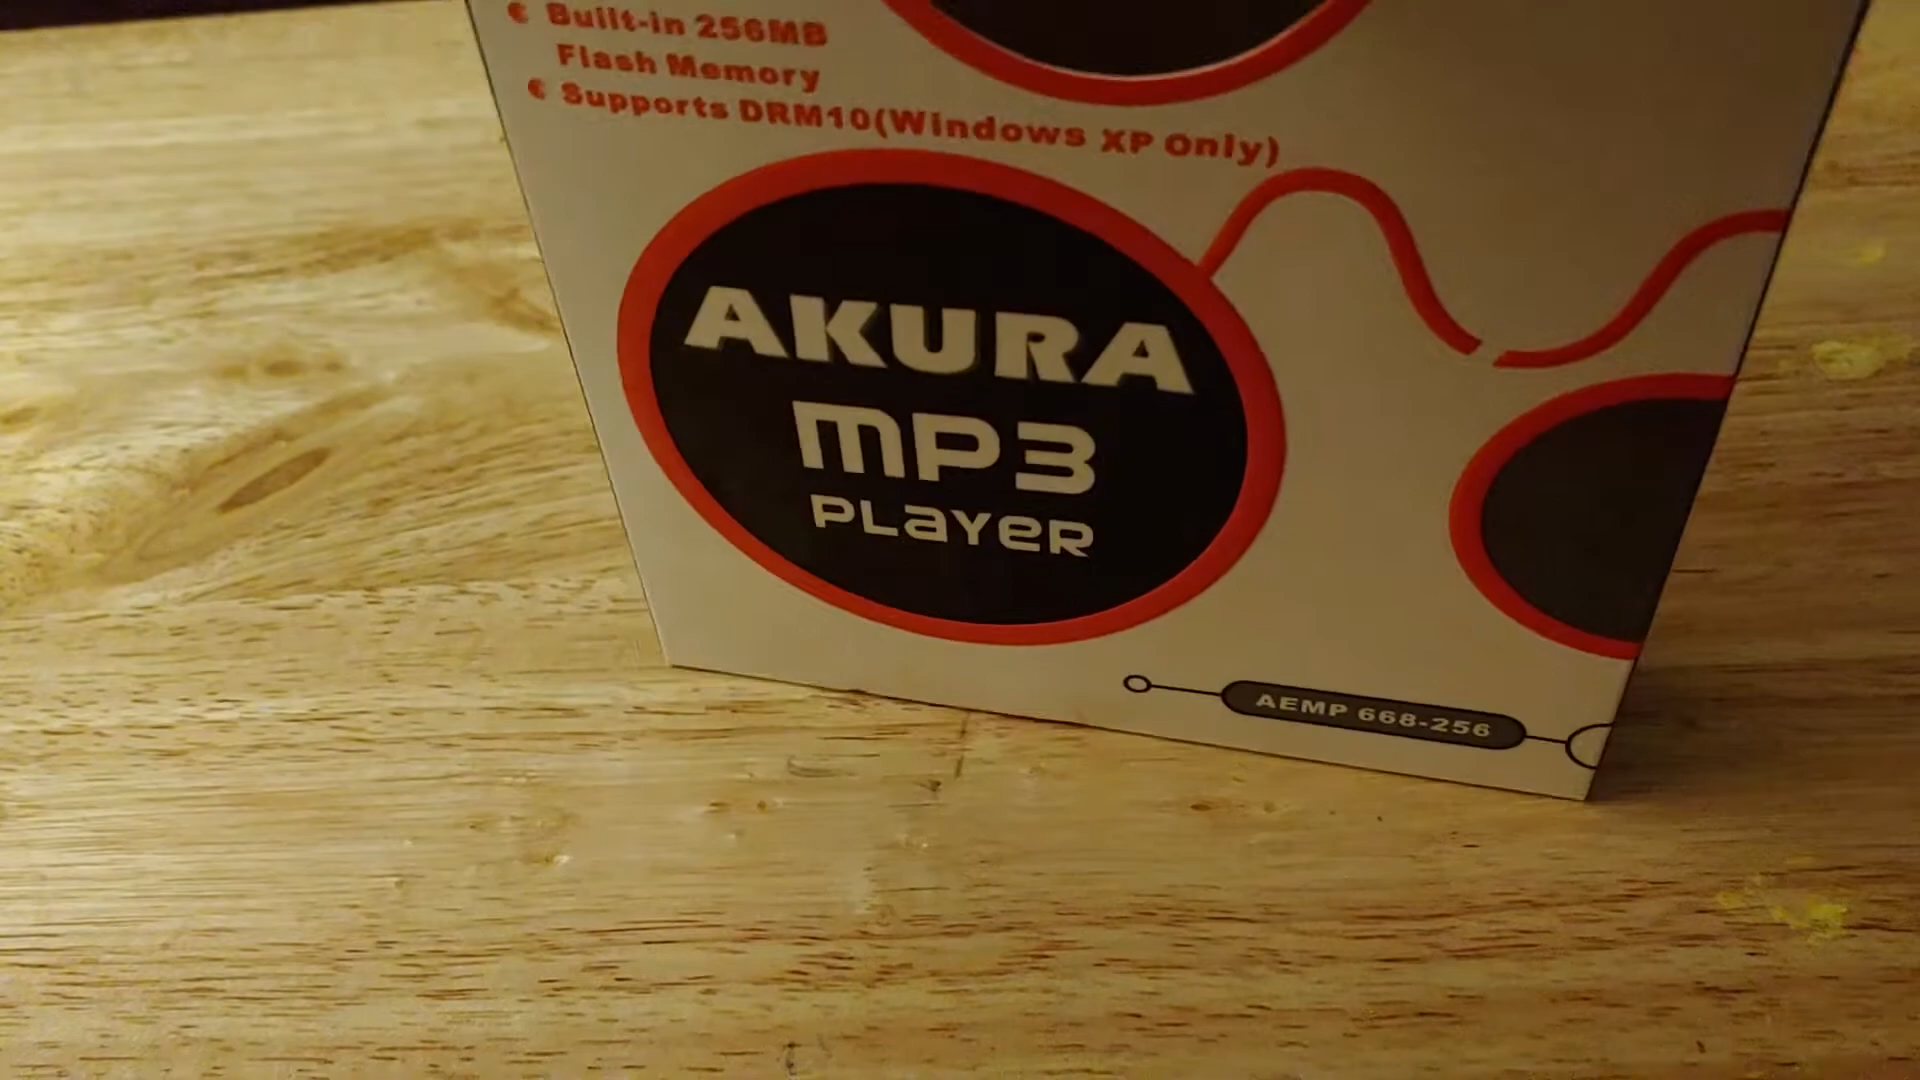 Built-in 256MB
Flash Memory
Supports DRM10(Windows XP Only)
AKURA
MP3
PLaYeR
AEMP 668-256